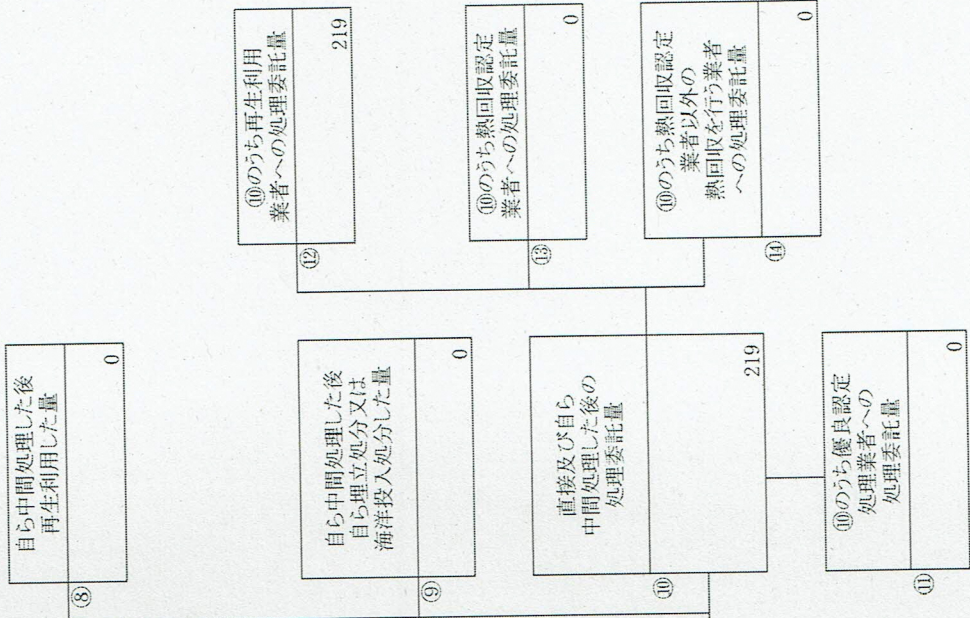 自ら中間処理した後
再生利用した量
⑧
0
自ら中間処理した後
自ら埋立処分又は
海洋投入処分した量
⑨
0
直接及び自ら
中間処理した後の
処理委託量
⑩
219
⑩のうち優良認定
処理業者への
処理委託量
⑪
0
⑩のうち再生利用
業者への処理委託量
⑫
219
⑩のうち熱回収認定
業者への処理委託量
⑬
0
⑩のうち熱回収認定
業者以外の
熱回収を行う業者
への処理委託量
⑭
0